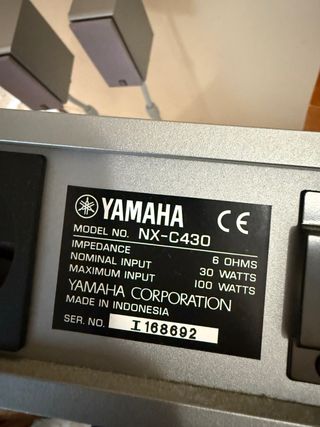 YAMAHA CE
MODEL NO. NX-C430
IMPEDANCE 6 OHMS
NOMINAL INPUT 30 WATTS
MAXIMUM INPUT 100 WATTS
YAMAHA CORPORATION
MADE IN INDONESIA
SER. NO. I 168692